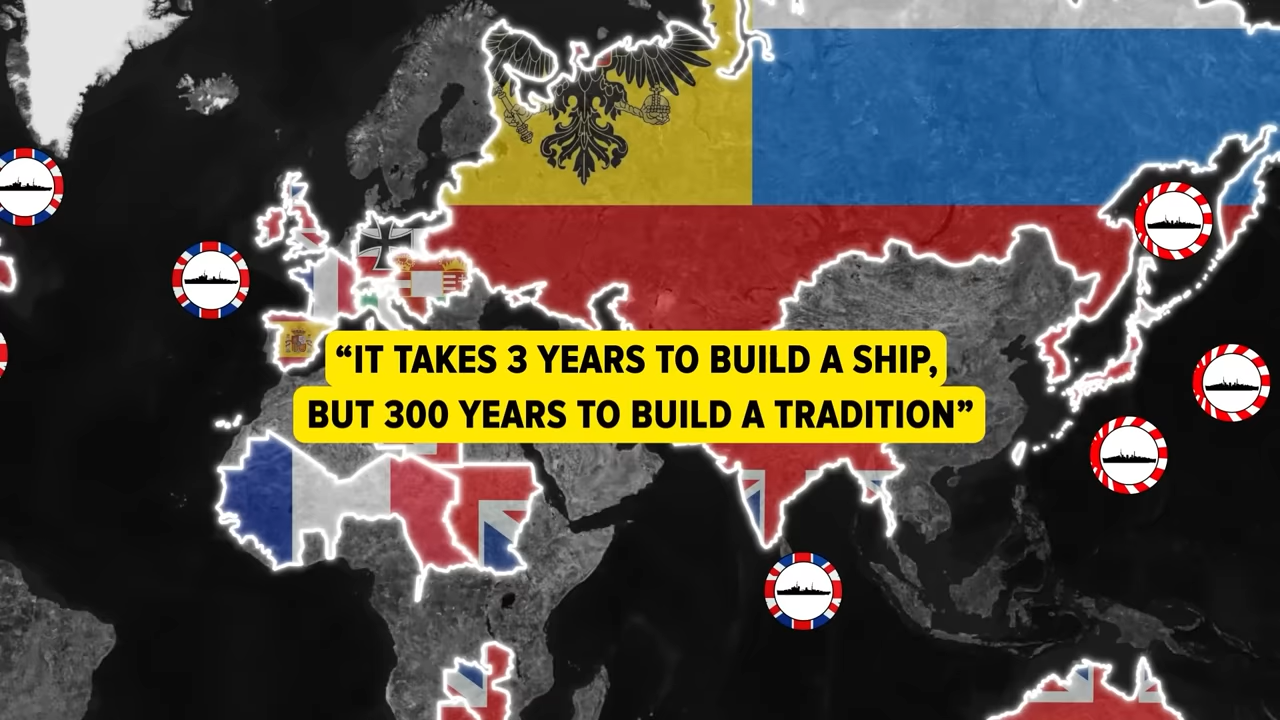 “IT TAKES 3 YEARS TO BUILD A SHIP,
BUT 300 YEARS TO BUILD A TRADITION”